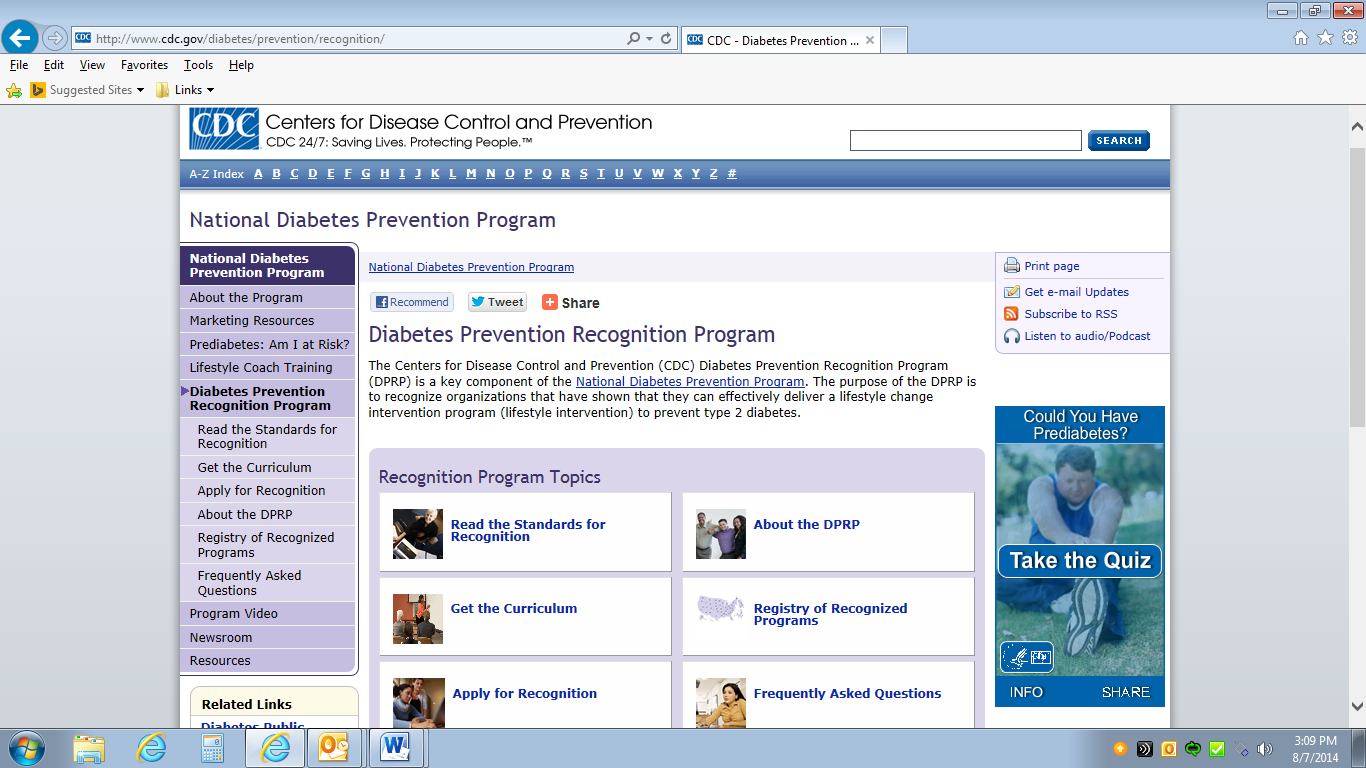 http://www.cdc.gov/diabetes/prevention/recognition/
CDC - Diabetes Prevention ...
File Edit View Favorites Tools Help
Suggested Sites Links
CDC Centers for Disease Control and Prevention
CDC 24/7: Saving Lives. Protecting People.™
SEARCH
A-Z Index A B C D E F G H I J K L M N O P Q R S T U V W X Y Z #
National Diabetes Prevention Program
National Diabetes
Prevention Program
About the Program
Marketing Resources
Prediabetes: Am I at Risk?
Lifestyle Coach Training
Diabetes Prevention
Recognition Program
Read the Standards for
Recognition
Get the Curriculum
Apply for Recognition
About the DPRP
Registry of Recognized
Programs
Frequently Asked
Questions
Program Video
Newsroom
Resources
Related Links
Diabetes Public
National Diabetes Prevention Program
Recommend Tweet Share
Diabetes Prevention Recognition Program
The Centers for Disease Control and Prevention (CDC) Diabetes Prevention Recognition Program
(DPRP) is a key component of the National Diabetes Prevention Program. The purpose of the DPRP is
to recognize organizations that have shown that they can effectively deliver a lifestyle change
intervention program (lifestyle intervention) to prevent type 2 diabetes.
Recognition Program Topics
Read the Standards for
Recognition
About the DPRP
Get the Curriculum
Registry of Recognized
Programs
Apply for Recognition
Frequently Asked Questions
Print page
Get e-mail Updates
Subscribe to RSS
Listen to audio/Podcast
Could You Have
Prediabetes?
Take the Quiz
INFO SHARE
3:09 PM
8/7/2014